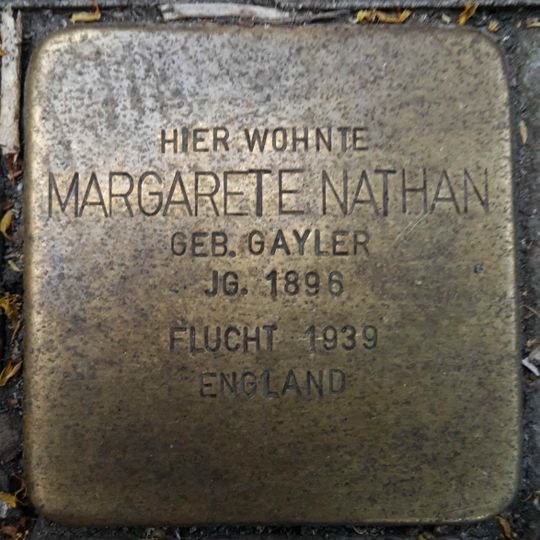 HIER WOHNTE
MARGARETE NATHAN
GEB. GAYLER
JG. 1896
FLUCHT 1939
ENGLAND